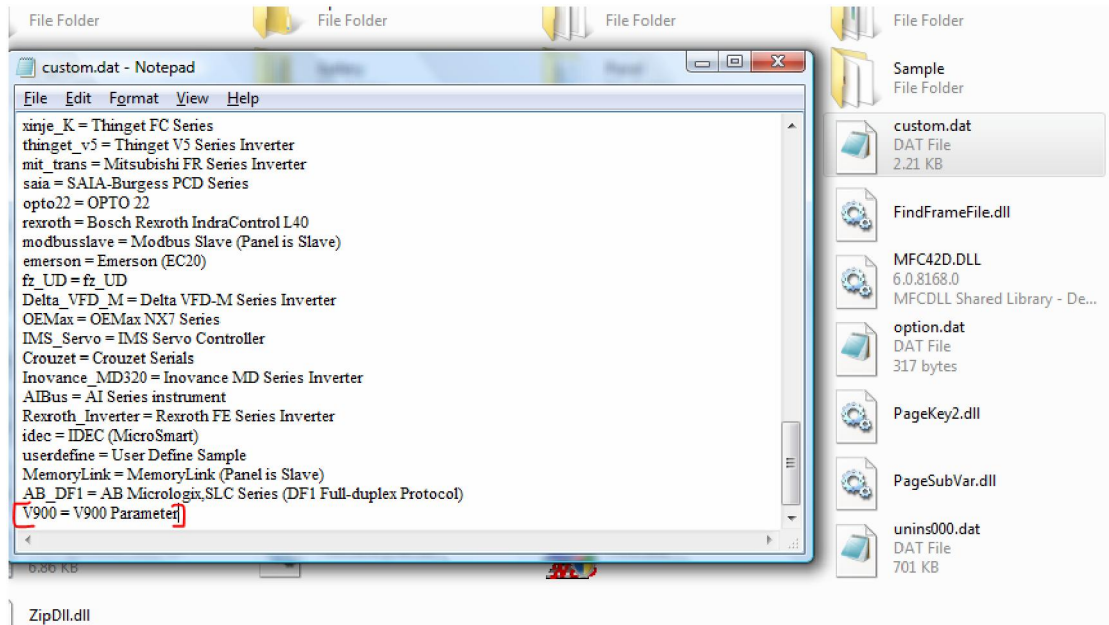 File Folder
File Folder
File Folder
File Folder
custom.dat - Notepad
File Edit Format View Help
xinje_K = Thinget FC Series
thinget_v5 = Thinget V5 Series Inverter
mit_trans = Mitsubishi FR Series Inverter
saia = SAIA-Burgess PCD Series
opto22 = OPTO 22
rexroth = Bosch Rexroth IndraControl L40
modbusslave = Modbus Slave (Panel is Slave)
emerson = Emerson (EC20)
fz_UD = fz_UD
Delta_VFD_M = Delta VFD-M Series Inverter
OEMax = OEMax NX7 Series
IMS_Servo = IMS Servo Controller
Crouzet = Crouzet Serials
Inovance_MD320 = Inovance MD Series Inverter
AIBus = AI Series instrument
Rexroth_Inverter = Rexroth FE Series Inverter
idec = IDEC (MicroSmart)
userdefine = User Define Sample
MemoryLink = MemoryLink (Panel is Slave)
AB_DF1 = AB Micrologix,SLC Series (DF1 Full-duplex Protocol)
V900 = V900 Parameter
Sample
File Folder
custom.dat
DAT File
2.21 KB
FindFrameFile.dll
MFC42D.DLL
6.0.8168.0
MFCDLL Shared Library - De...
option.dat
DAT File
317 bytes
PageKey2.dll
PageSubVar.dll
unins000.dat
DAT File
701 KB
6.86 KB
ZipDll.dll